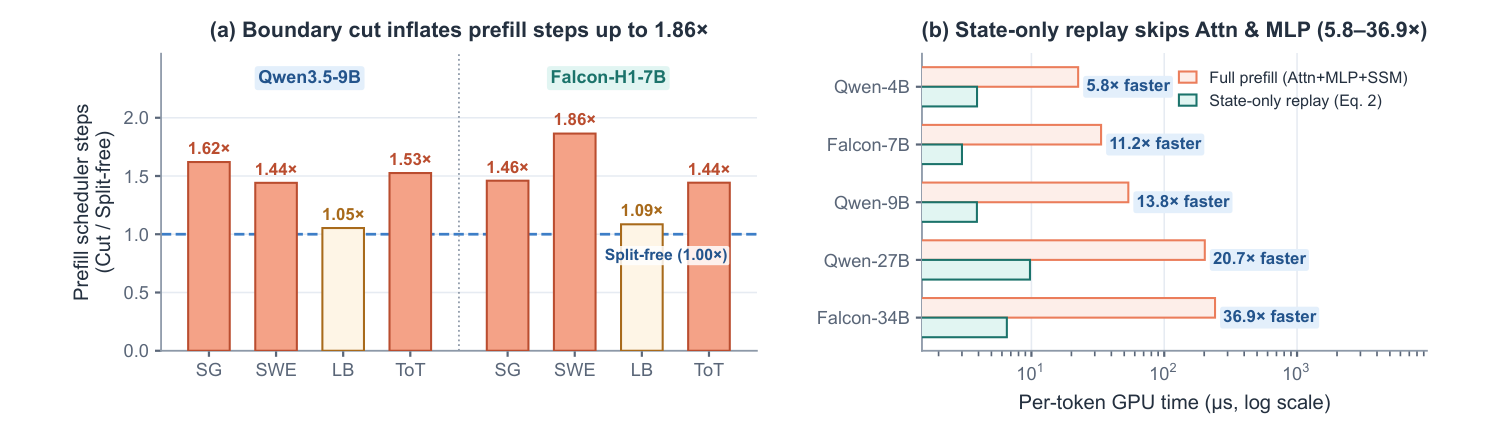 (a) Boundary cut inflates prefill steps up to 1.86×
Qwen3.5-9B
Falcon-H1-7B
Prefill scheduler steps
(Cut / Split-free)
2.0
1.5
1.0
0.5
0.0
1.62×
1.44×
1.05×
1.53×
1.46×
1.86×
1.09×
1.44×
Split-free (1.00×)
SG
SWE
LB
ToT
SG
SWE
LB
ToT
(b) State-only replay skips Attn & MLP (5.8–36.9×)
Full prefill (Attn+MLP+SSM)
State-only replay (Eq. 2)
Qwen-4B
5.8× faster
Falcon-7B
11.2× faster
Qwen-9B
13.8× faster
Qwen-27B
20.7× faster
Falcon-34B
36.9× faster
10¹
10²
10³
Per-token GPU time (µs, log scale)